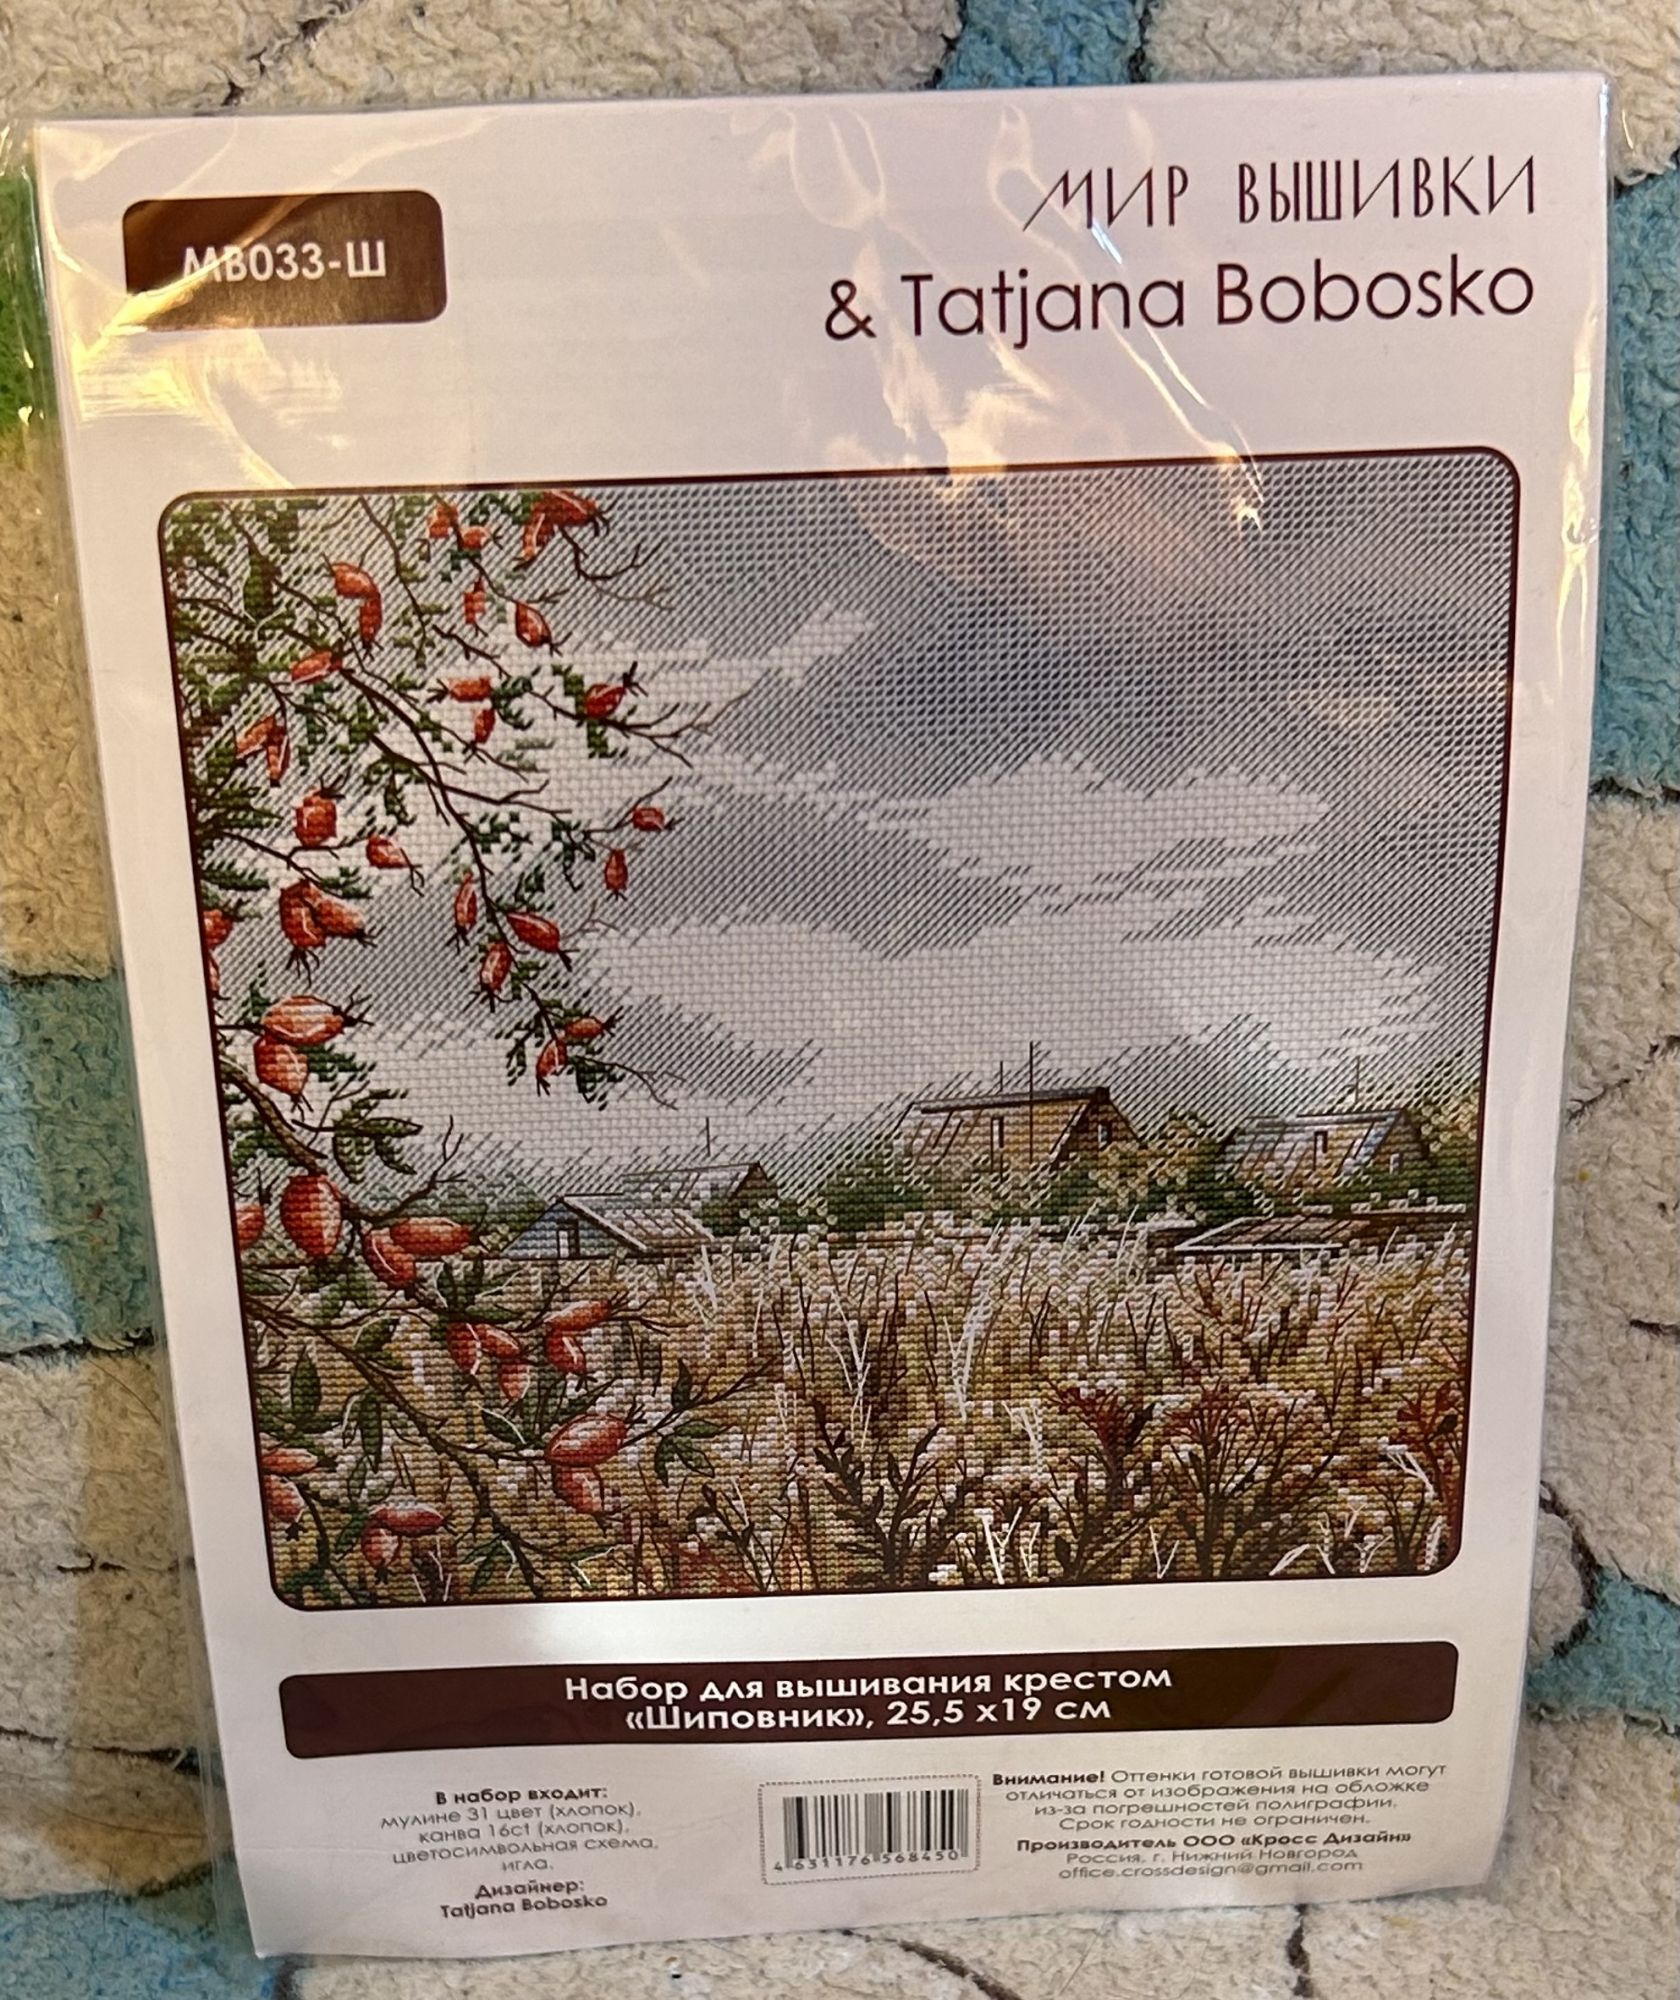 МВ033-Ш
МИР ВЫШИВКИ
& Tatjana Bobosko
Набор для вышивания крестом
«Шиповник», 25,5 х19 см
В набор входит:
мулине 31 цвет (хлопок),
канва 16ct (хлопок),
цветосимвольная схема,
игла.
Дизайнер:
Tatjana Bobosko
4 631176 568450
Внимание! Оттенки готовой вышивки могут
отличаться от изображения на обложке
из-за погрешностей полиграфии.
Срок годности не ограничен.
Производитель ООО «Кросс Дизайн»
Россия, г. Нижний Новгород
office.crossdesign@gmail.com